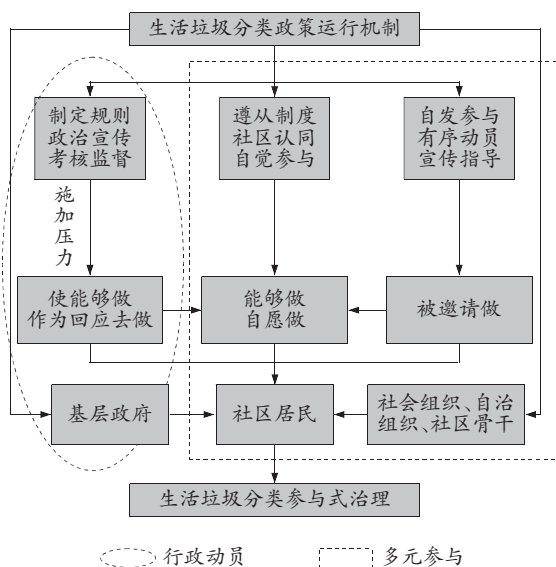 生活垃圾分类政策运行机制
制定规则
政治宣传
考核监督
遵从制度
社区认同
自觉参与
自发参与
有序动员
宣传指导
施
加
压
力
使能够做
作为回应去做
能够做
自愿做
被邀请做
基层政府
社区居民
社会组织、自治
组织、社区骨干
生活垃圾分类参与式治理
行政动员
多元参与